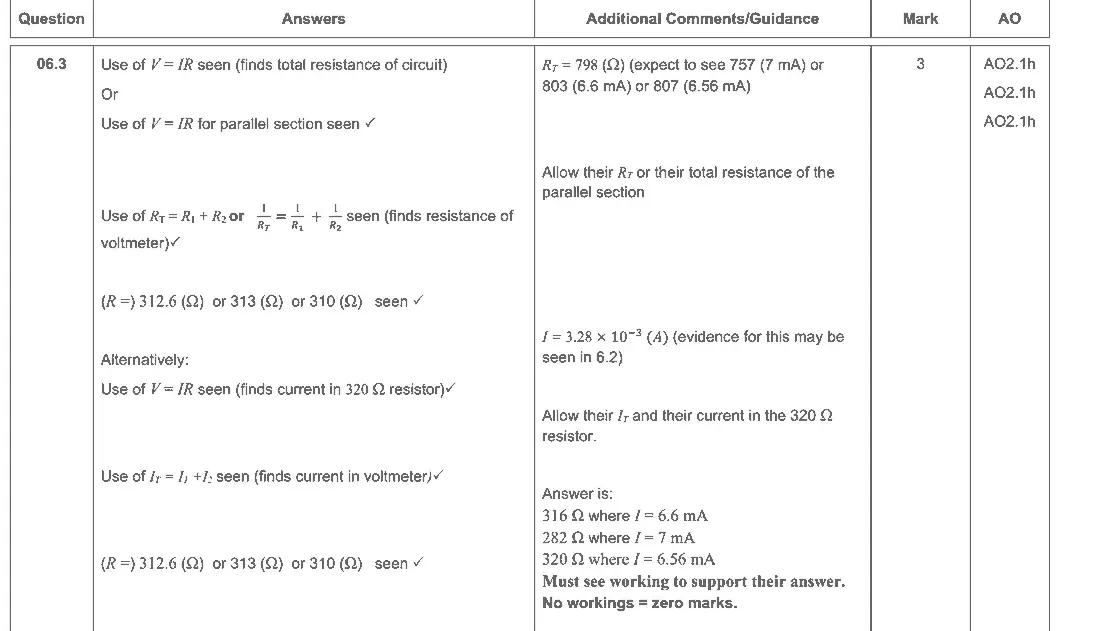 Question Answers Additional Comments/Guidance Mark AO
06.3 Use of V = IR seen (finds total resistance of circuit)
Or
Use of V = IR for parallel section seen ✓
Use of R_T = R_1 + R_2 or 1/R_T = 1/R_1 + 1/R_2 seen (finds resistance of
voltmeter)✓
(R =) 312.6 (Ω) or 313 (Ω) or 310 (Ω) seen ✓
Alternatively:
Use of V = IR seen (finds current in 320 Ω resistor)✓
Use of I_T = I_1 +I_2 seen (finds current in voltmeter)✓
(R =) 312.6 (Ω) or 313 (Ω) or 310 (Ω) seen ✓
R_T = 798 (Ω) (expect to see 757 (7 mA) or
803 (6.6 mA) or 807 (6.56 mA)
Allow their R_T or their total resistance of the
parallel section
I = 3.28 × 10⁻³ (A) (evidence for this may be
seen in 6.2)
Allow their I_T and their current in the 320 Ω
resistor.
Answer is:
316 Ω where I = 6.6 mA
282 Ω where I = 7 mA
320 Ω where I = 6.56 mA
Must see working to support their answer.
No workings = zero marks.
3
AO2.1h
AO2.1h
AO2.1h